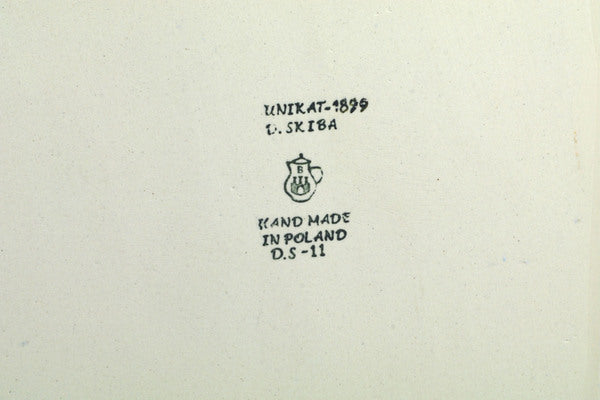 UNIKAT-1899
D. SKIBA
B
HAND MADE
IN POLAND
D.S-11